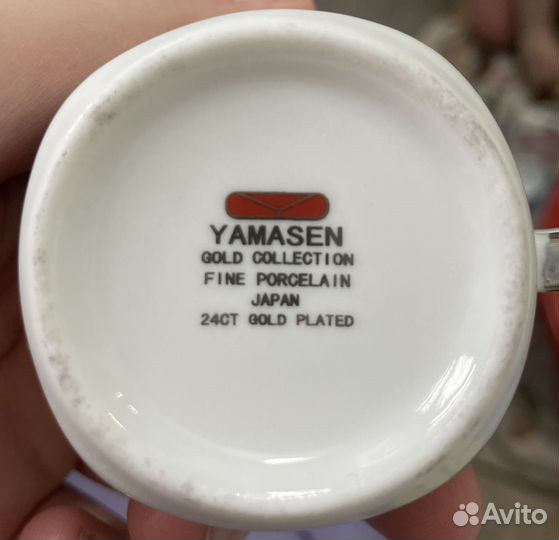 YAMASEN
GOLD COLLECTION
FINE PORCELAIN
JAPAN
24CT GOLD PLATED
Avito